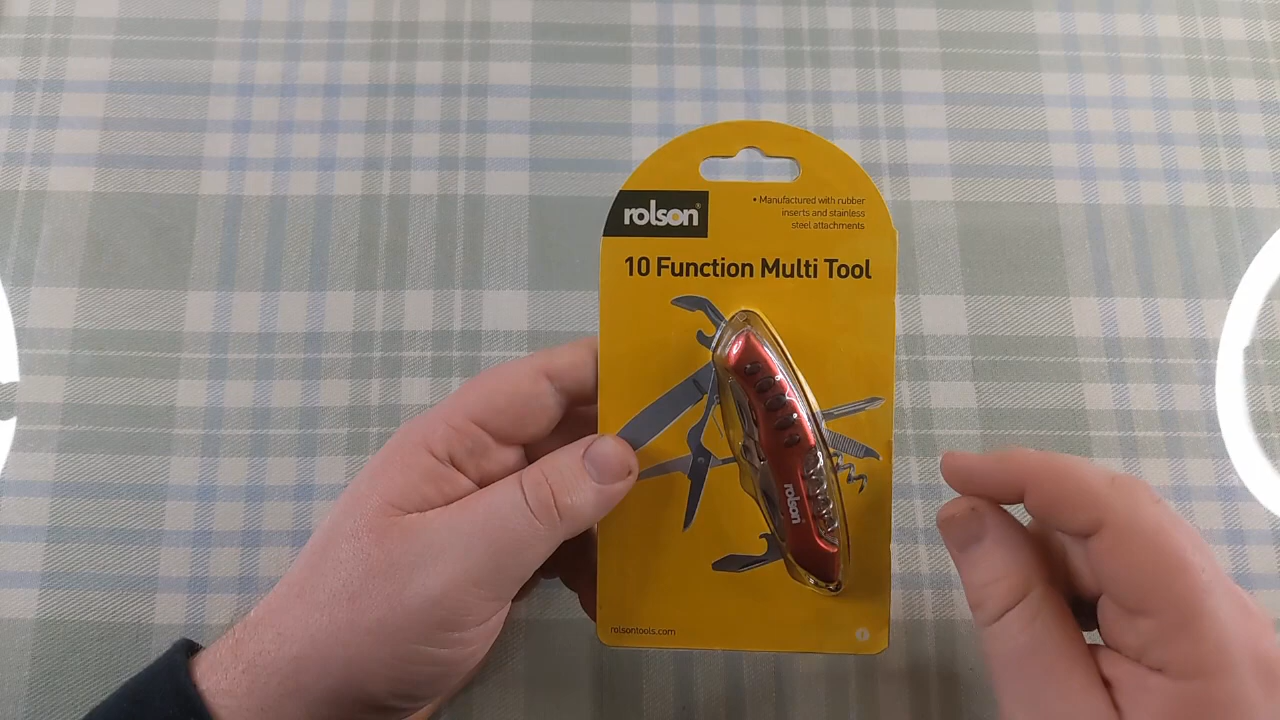 rolson®
• Manufactured with rubber
inserts and stainless
steel attachments
10 Function Multi Tool
rolson
rolsontools.com